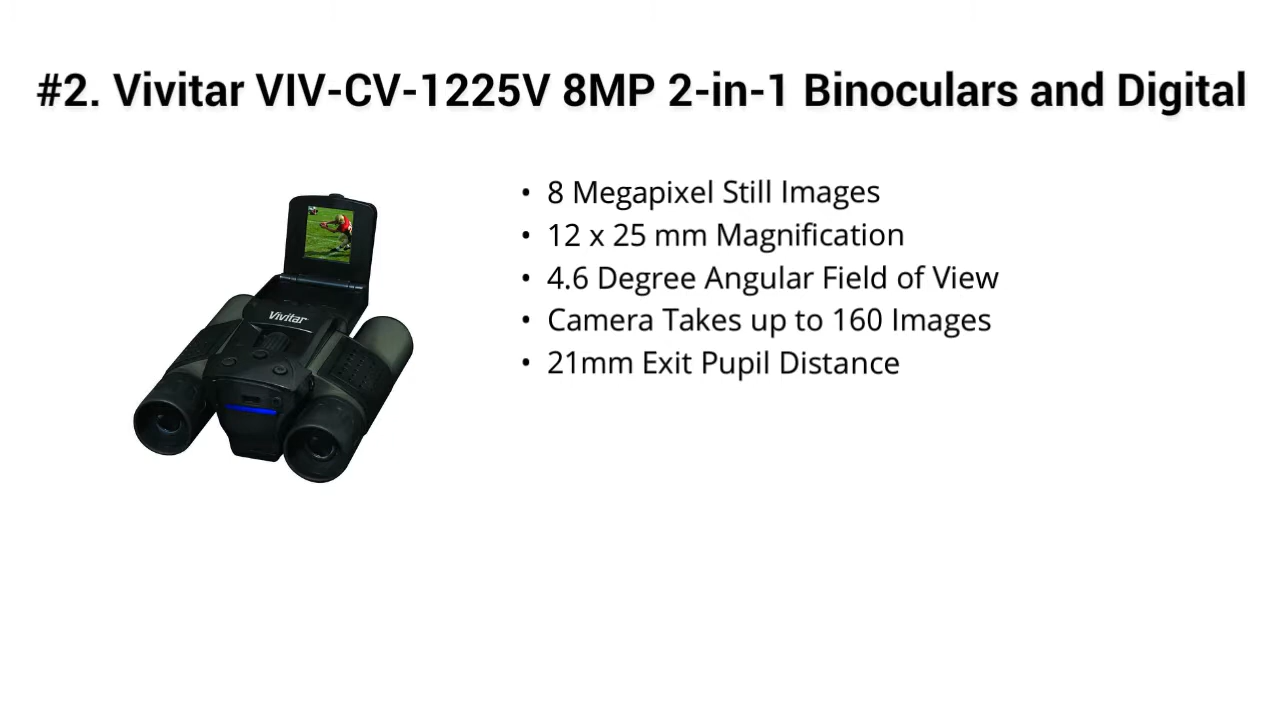 #2. Vivitar VIV-CV-1225V 8MP 2-in-1 Binoculars and Digital
• 8 Megapixel Still Images
• 12 x 25 mm Magnification
• 4.6 Degree Angular Field of View
• Camera Takes up to 160 Images
• 21mm Exit Pupil Distance
Vivitar